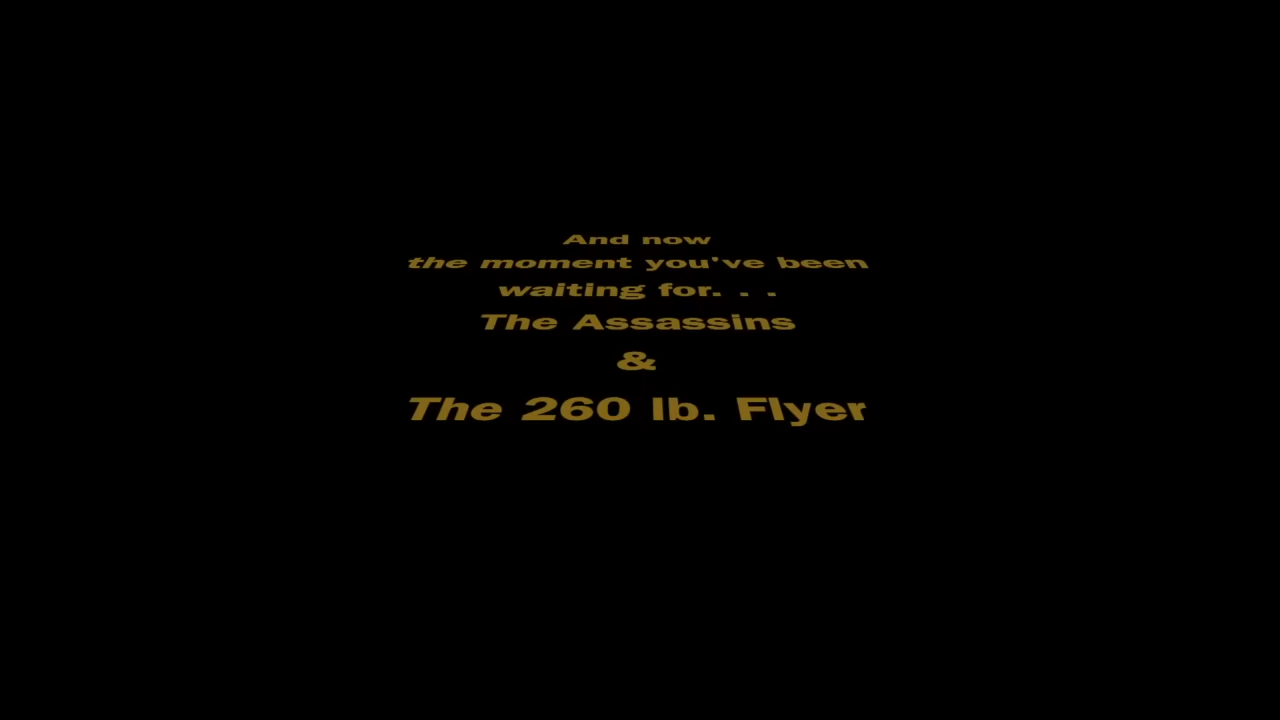 And now
the moment you've been
waiting for. . .
The Assassins
&
The 260 lb. Flyer